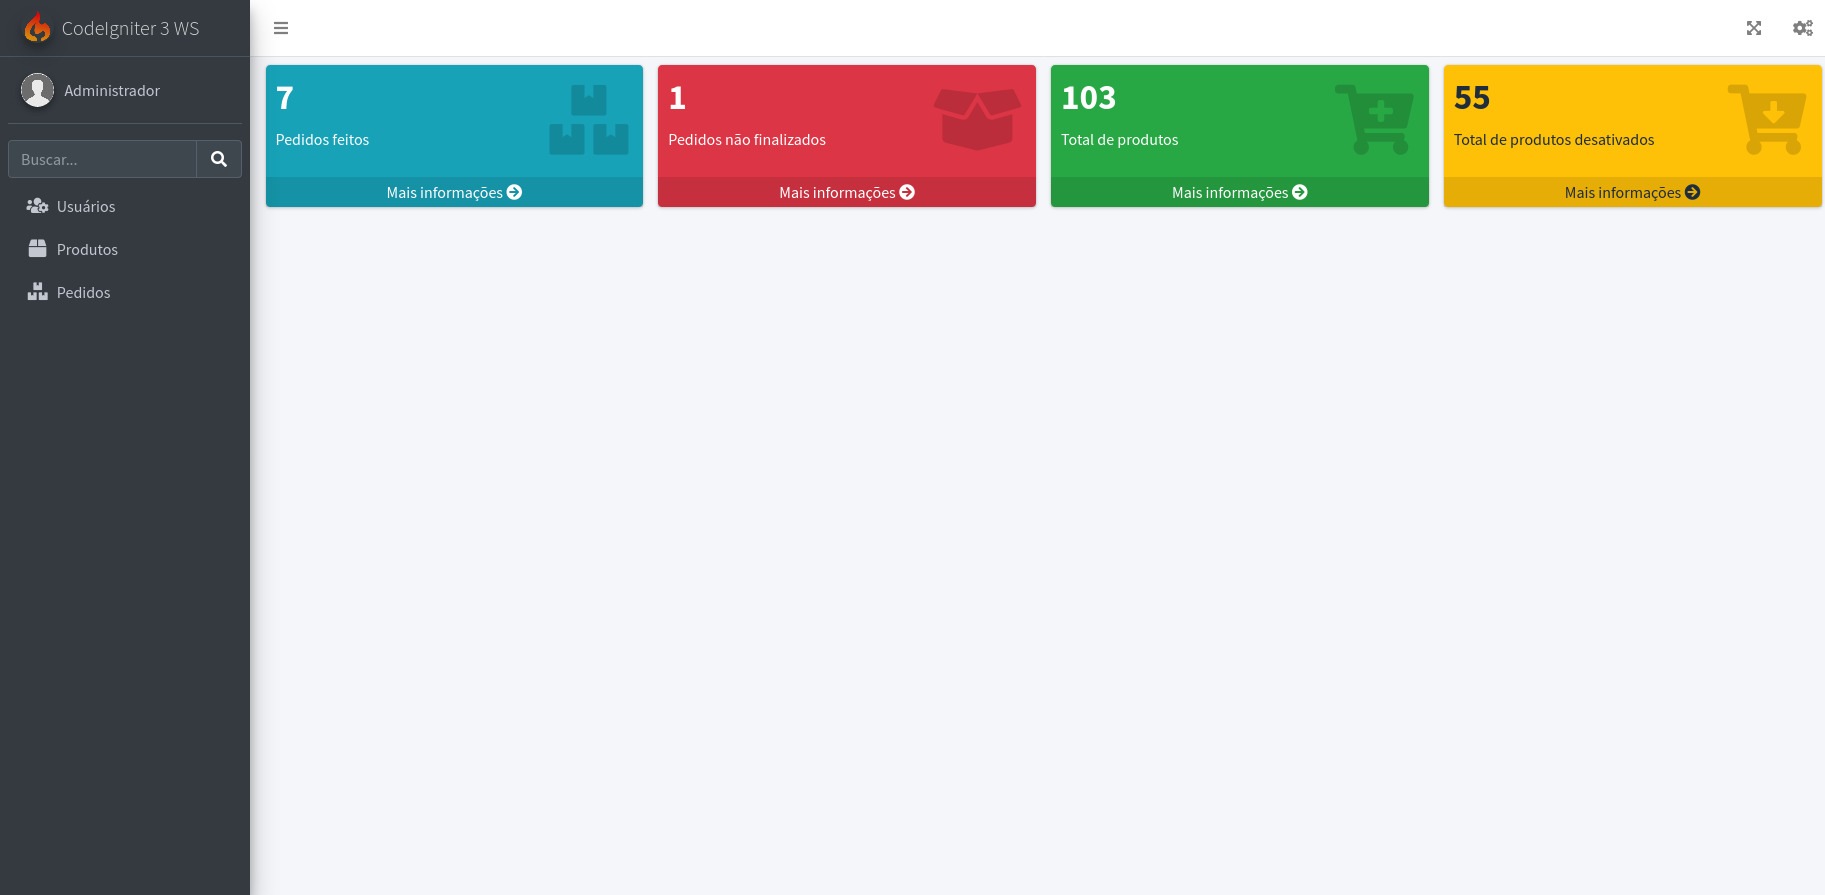 CodeIgniter 3 WS
Administrador
Buscar...
Usuários
Produtos
Pedidos
7
Pedidos feitos
Mais informações
1
Pedidos não finalizados
Mais informações
103
Total de produtos
Mais informações
55
Total de produtos desativados
Mais informações